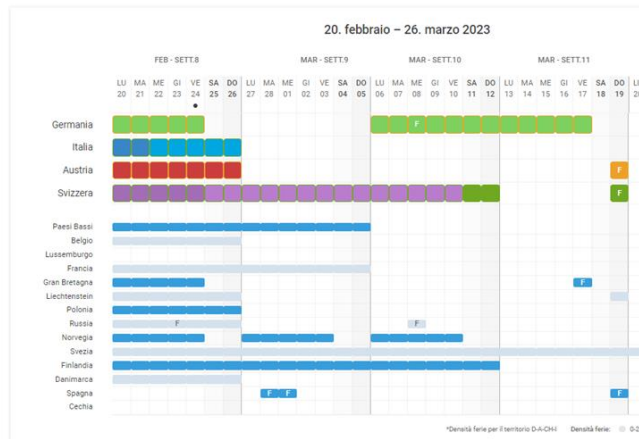 20. febbraio – 26. marzo 2023
FEB - SETT.8 MAR - SETT.9 MAR - SETT.10 MAR - SETT.11
LU MA ME GI VE SA DO LU MA ME GI VE SA DO LU MA ME GI VE SA DO LU MA ME GI VE SA DO
20 21 22 23 24 25 26 27 28 01 02 03 04 05 06 07 08 09 10 11 12 13 14 15 16 17 18 19
Germania F
Italia
Austria F
Svizzera F
Paesi Bassi
Belgio
Lussemburgo
Francia
Gran Bretagna F
Liechtenstein
Polonia
Russia F F
Norvegia
Svezia
Finlandia
Danimarca
Spagna F F F
Cechia
*Densità ferie per il territorio D-A-CH-I Densità ferie: